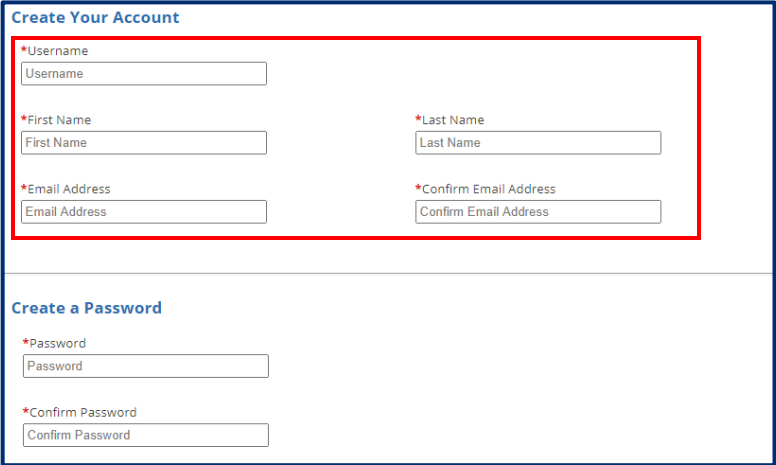 Create Your Account
*Username
Username
*First Name
*Last Name
First Name
Last Name
*Email Address
*Confirm Email Address
Email Address
Confirm Email Address
Create a Password
*Password
Password
*Confirm Password
Confirm Password